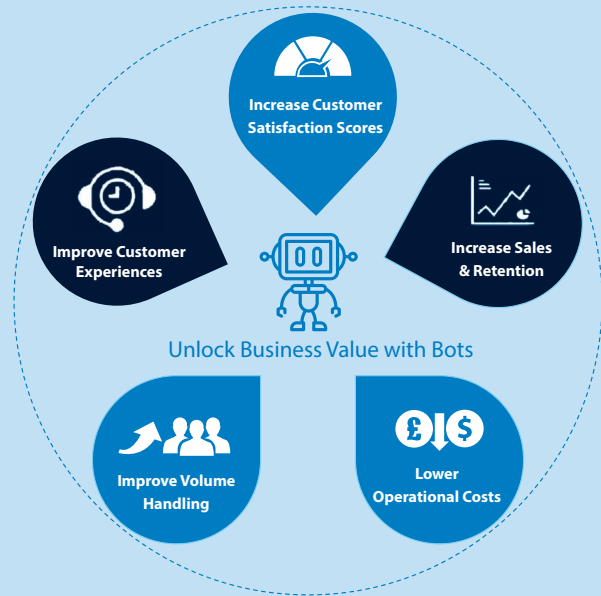 Increase Customer
Satisfaction Scores
Improve Customer
Experiences
Increase Sales
& Retention
Unlock Business Value with Bots
Improve Volume
Handling
£ $
Lower
Operational Costs